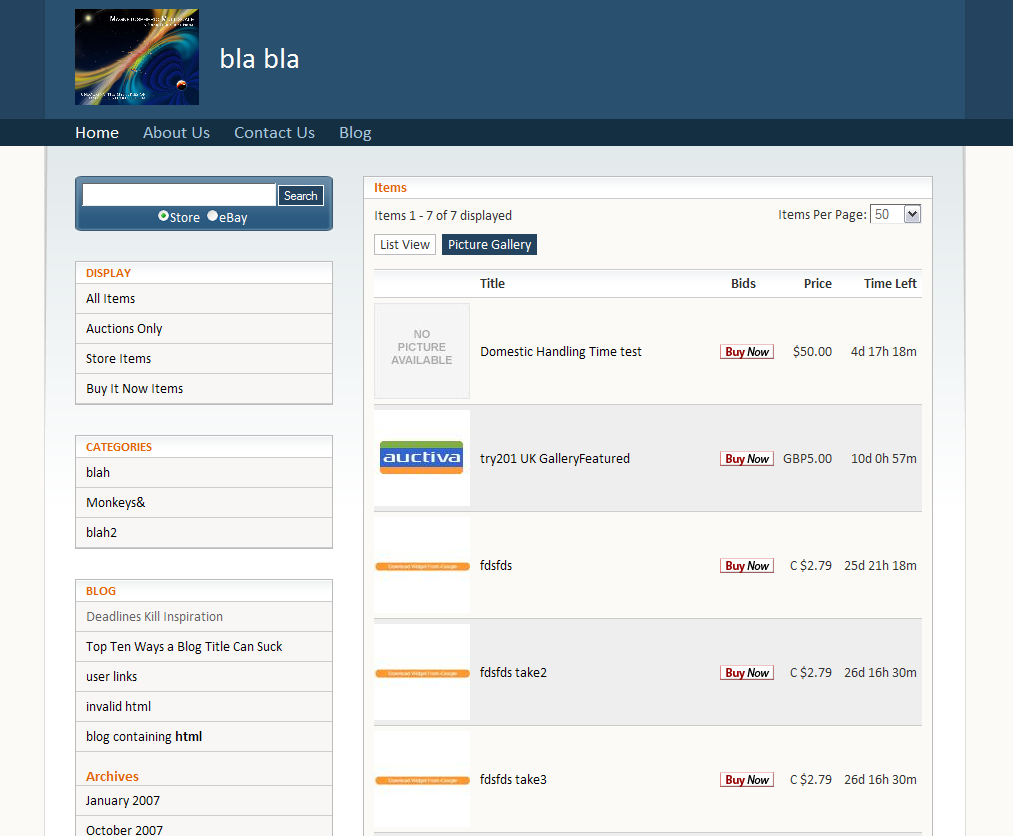 MAGNETOSPHERIC MULTISCALE
bla bla
Home About Us Contact Us Blog
Search
Store eBay
DISPLAY
All Items
Auctions Only
Store Items
Buy It Now Items
CATEGORIES
blah
Monkeys&
blah2
BLOG
Deadlines Kill Inspiration
Top Ten Ways a Blog Title Can Suck
user links
invalid html
blog containing html
Archives
January 2007
October 2007
Items
Items 1 - 7 of 7 displayed
Items Per Page: 50
List View Picture Gallery
Title Bids Price Time Left
NO
PICTURE
AVAILABLE
Domestic Handling Time test Buy Now $50.00 4d 17h 18m
auctiva
try201 UK GalleryFeatured Buy Now GBP5.00 10d 0h 57m
Download Widget From iGoogle
fdsfds Buy Now C $2.79 25d 21h 18m
Download Widget From iGoogle
fdsfds take2 Buy Now C $2.79 26d 16h 30m
Download Widget From iGoogle
fdsfds take3 Buy Now C $2.79 26d 16h 30m